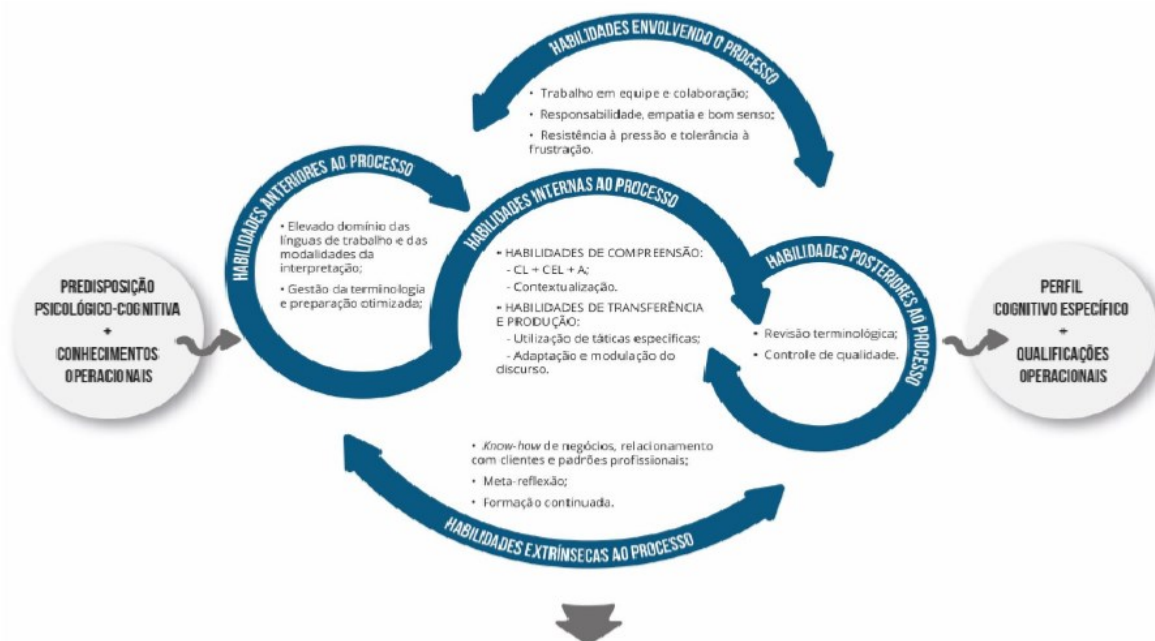 HABILIDADES ENVOLVENDO O PROCESSO
• Trabalho em equipe e colaboração;
• Responsabilidade, empatia e bom senso;
• Resistência à pressão e tolerância à
frustração.
HABILIDADES ANTERIORES AO PROCESSO
• Elevado domínio das
línguas de trabalho e das
modalidades da
interpretação;
• Gestão da terminologia
e preparação otimizada;
HABILIDADES INTERNAS AO PROCESSO
• HABILIDADES DE COMPREENSÃO:
- CL + CEL + A;
- Contextualização.
• HABILIDADES DE TRANSFERÊNCIA
E PRODUÇÃO:
- Utilização de táticas específicas;
- Adaptação e modulação do
discurso.
HABILIDADES POSTERIORES AO PROCESSO
• Revisão terminológica;
• Controle de qualidade.
PREDISPOSIÇÃO
PSICOLÓGICO-COGNITIVA
+
CONHECIMENTOS
OPERACIONAIS
PERFIL
COGNITIVO ESPECÍFICO
+
QUALIFICAÇÕES
OPERACIONAIS
• Know-how de negócios, relacionamento
com clientes e padrões profissionais;
• Meta-reflexão;
• Formação continuada.
HABILIDADES EXTRÍNSECAS AO PROCESSO